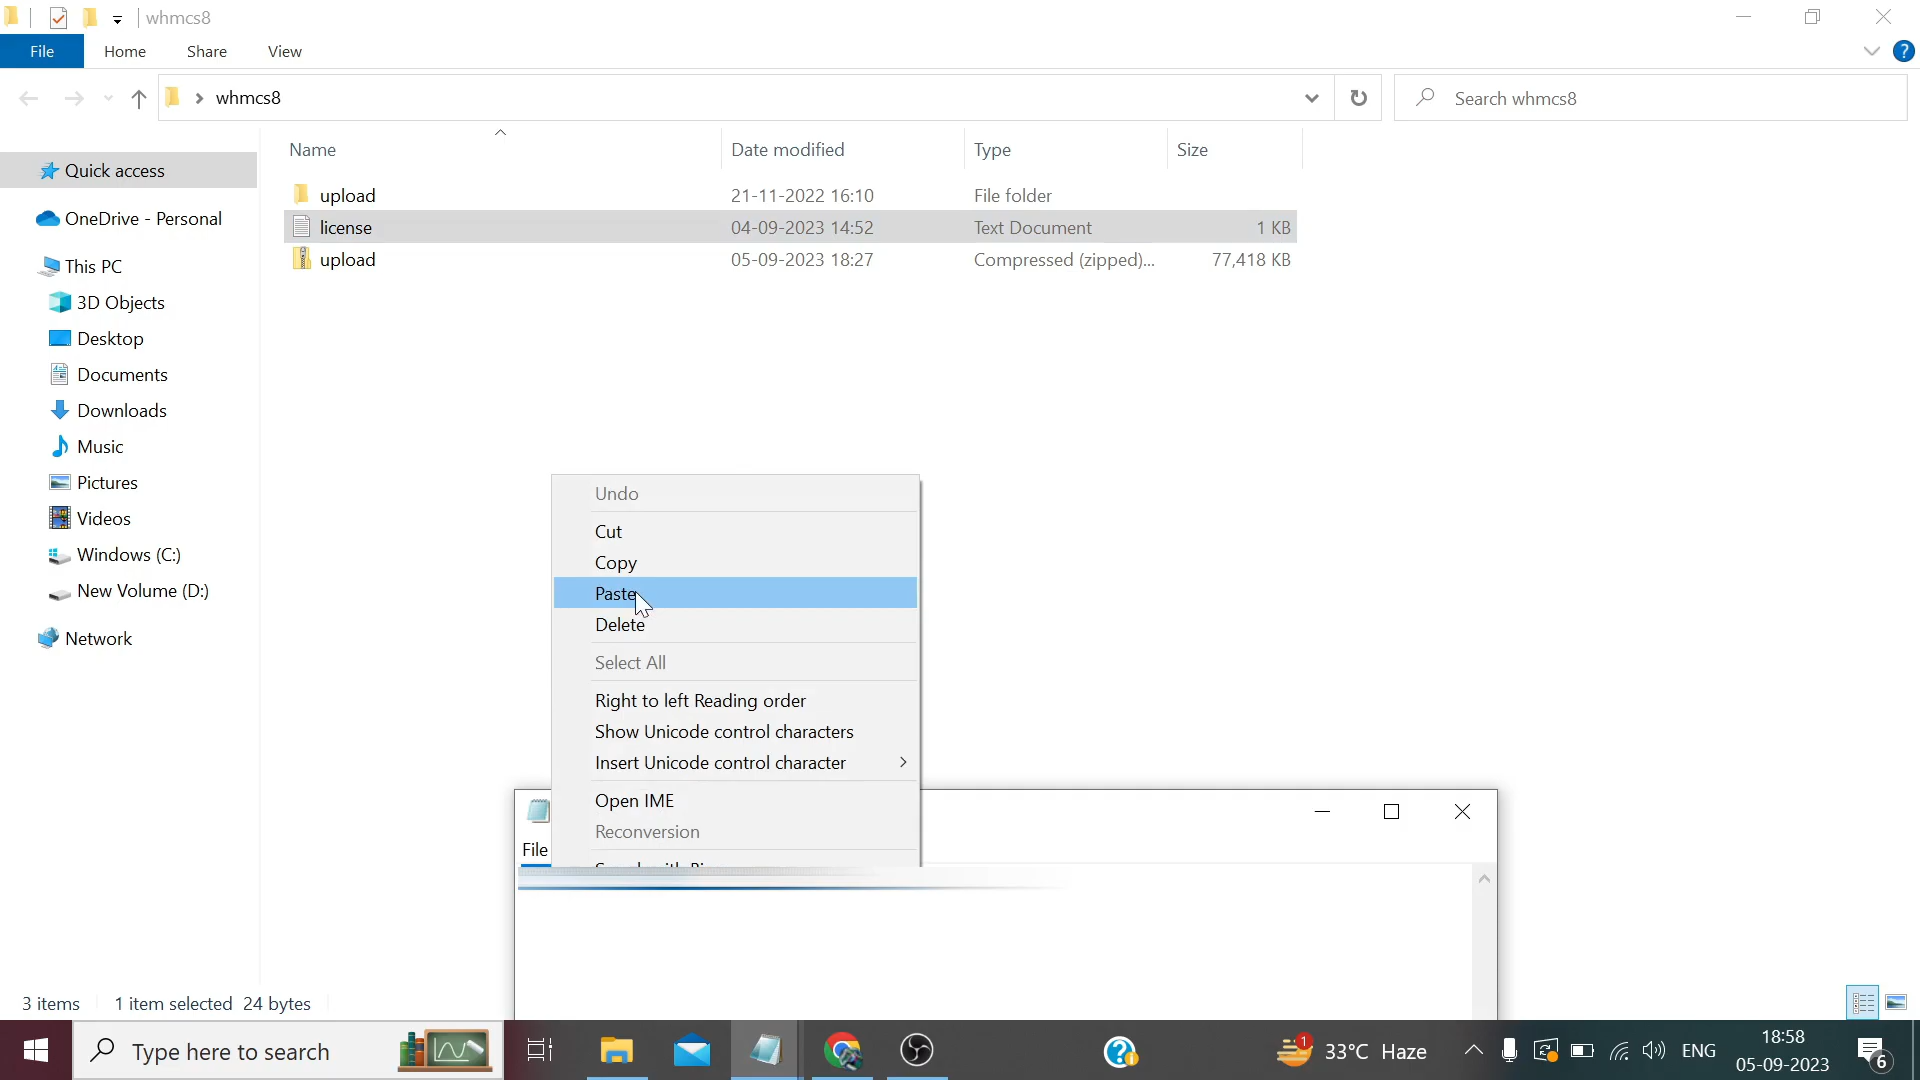 whmcs8
File Home Share View
whmcs8
Search whmcs8
Name Date modified Type Size
Quick access
OneDrive - Personal
This PC
3D Objects
Desktop
Documents
Downloads
Music
Pictures
Videos
Windows (C:)
New Volume (D:)
Network
upload 21-11-2022 16:10 File folder
license 04-09-2023 14:52 Text Document 1 KB
upload 05-09-2023 18:27 Compressed (zipped)... 77,418 KB
Undo
Cut
Copy
Paste
Delete
Select All
Right to left Reading order
Show Unicode control characters
Insert Unicode control character
Open IME
Reconversion
File
3 items 1 item selected 24 bytes
Type here to search
1
33°C Haze
ENG
18:58
05-09-2023
6